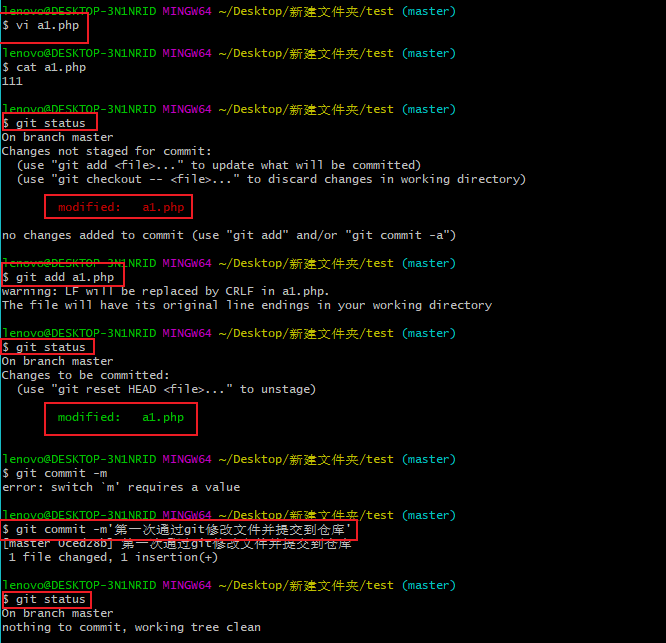 lenovo@DESKTOP-3N1NRID MINGW64 ~/Desktop/新建文件夹/test (master)
$ vi a1.php
lenovo@DESKTOP-3N1NRID MINGW64 ~/Desktop/新建文件夹/test (master)
$ cat a1.php
111
lenovo@DESKTOP-3N1NRID MINGW64 ~/Desktop/新建文件夹/test (master)
$ git status
On branch master
Changes not staged for commit:
  (use "git add <file>..." to update what will be committed)
  (use "git checkout -- <file>..." to discard changes in working directory)
        modified:   a1.php
no changes added to commit (use "git add" and/or "git commit -a")
lenovo@DESKTOP-3N1NRID MINGW64 ~/Desktop/新建文件夹/test (master)
$ git add a1.php
warning: LF will be replaced by CRLF in a1.php.
The file will have its original line endings in your working directory
lenovo@DESKTOP-3N1NRID MINGW64 ~/Desktop/新建文件夹/test (master)
$ git status
On branch master
Changes to be committed:
  (use "git reset HEAD <file>..." to unstage)
        modified:   a1.php
lenovo@DESKTOP-3N1NRID MINGW64 ~/Desktop/新建文件夹/test (master)
$ git commit -m
error: switch `m' requires a value
lenovo@DESKTOP-3N1NRID MINGW64 ~/Desktop/新建文件夹/test (master)
$ git commit -m'第一次通过git修改文件并提交到仓库'
[master 0ced28b] 第一次通过git修改文件并提交到仓库
 1 file changed, 1 insertion(+)
lenovo@DESKTOP-3N1NRID MINGW64 ~/Desktop/新建文件夹/test (master)
$ git status
On branch master
nothing to commit, working tree clean